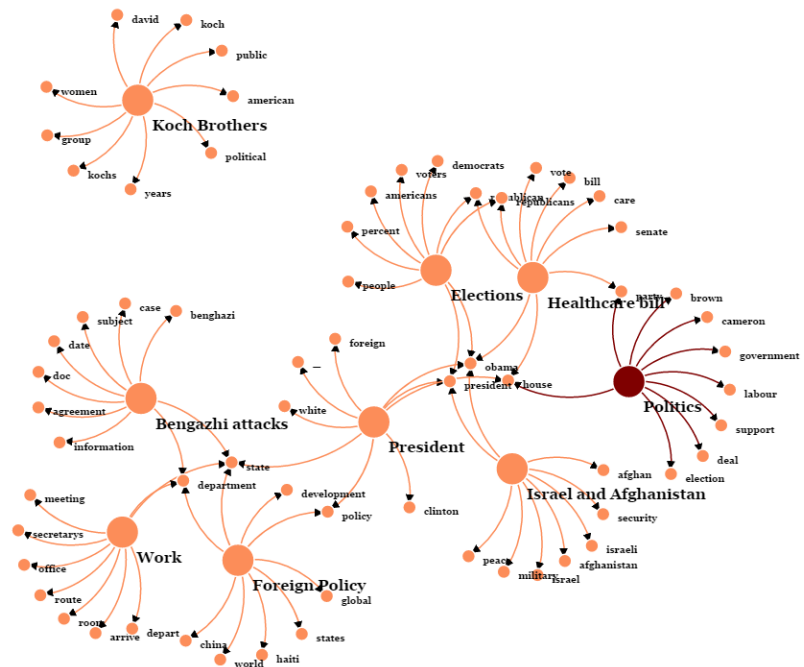 david
koch
public
women
american
Koch Brothers
group
political
kochs
years
democrats
voters
vote
bill
americans
republican
republicans
care
percent
senate
people
Elections
Healthcare bill
party
brown
case
subject
benghazi
cameron
date
foreign
government
—
obama
doc
president
house
labour
agreement
white
Politics
Bengazhi attacks
support
information
President
deal
state
afghan
election
department
development
Israel and Afghanistan
meeting
clinton
policy
security
secretarys
Work
israeli
office
Foreign Policy
peace
afghanistan
military
israel
route
global
room
arrive
depart
states
china
world
haiti